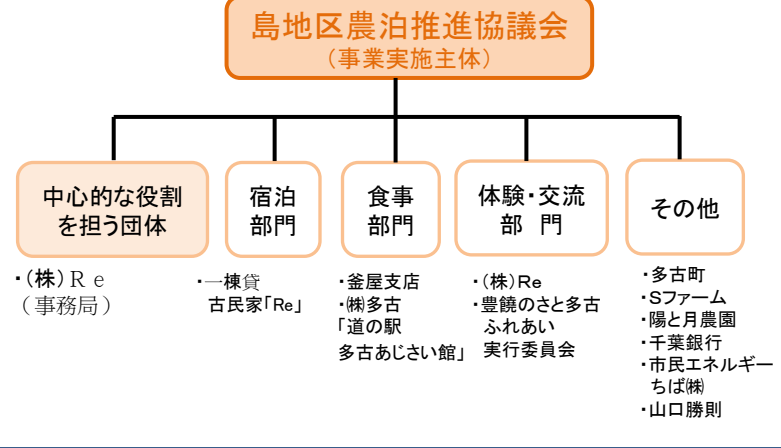 島地区農泊推進協議会
(事業実施主体)
中心的な役割
を担う団体
・(株)Re
(事務局)
宿泊
部門
・一棟貸
古民家「Re」
食事
部門
・釜屋支店
・㈱多古
「道の駅
多古あじさい館」
体験・交流
部 門
・(株)Re
・豊饒のさと多古
ふれあい
実行委員会
その他
・多古町
・Sファーム
・陽と月農園
・千葉銀行
・市民エネルギー
ちば㈱
・山口勝則